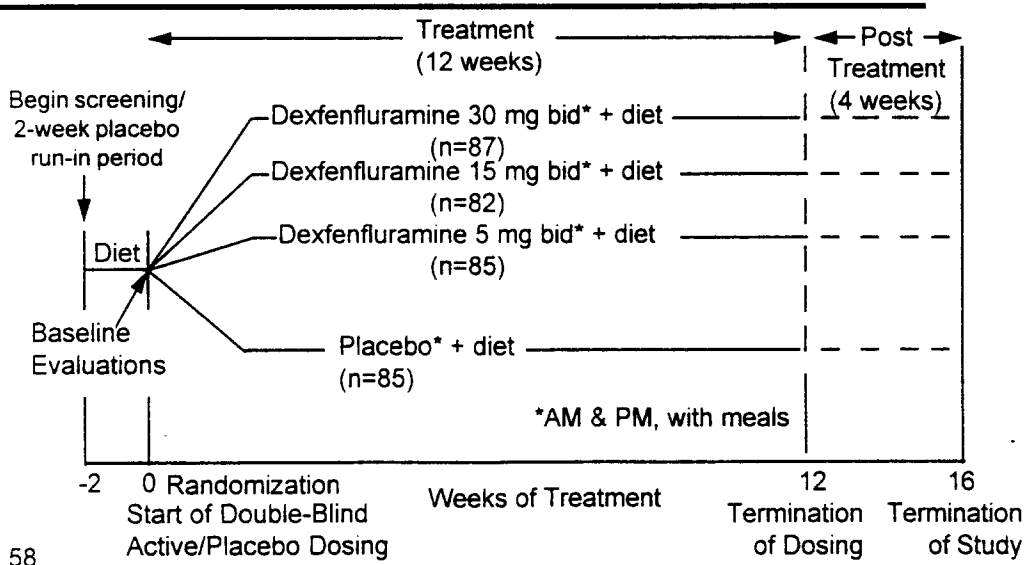 Treatment
(12 weeks)
Post
Treatment
(4 weeks)
Begin screening/
2-week placebo
run-in period
Dexfenfluramine 30 mg bid* + diet
(n=87)
Dexfenfluramine 15 mg bid* + diet
(n=82)
Dexfenfluramine 5 mg bid* + diet
(n=85)
Diet
Baseline
Evaluations
Placebo* + diet
(n=85)
*AM & PM, with meals
-2 0 12 16
Randomization
Start of Double-Blind
Active/Placebo Dosing
Weeks of Treatment
Termination
of Dosing
Termination
of Study
58